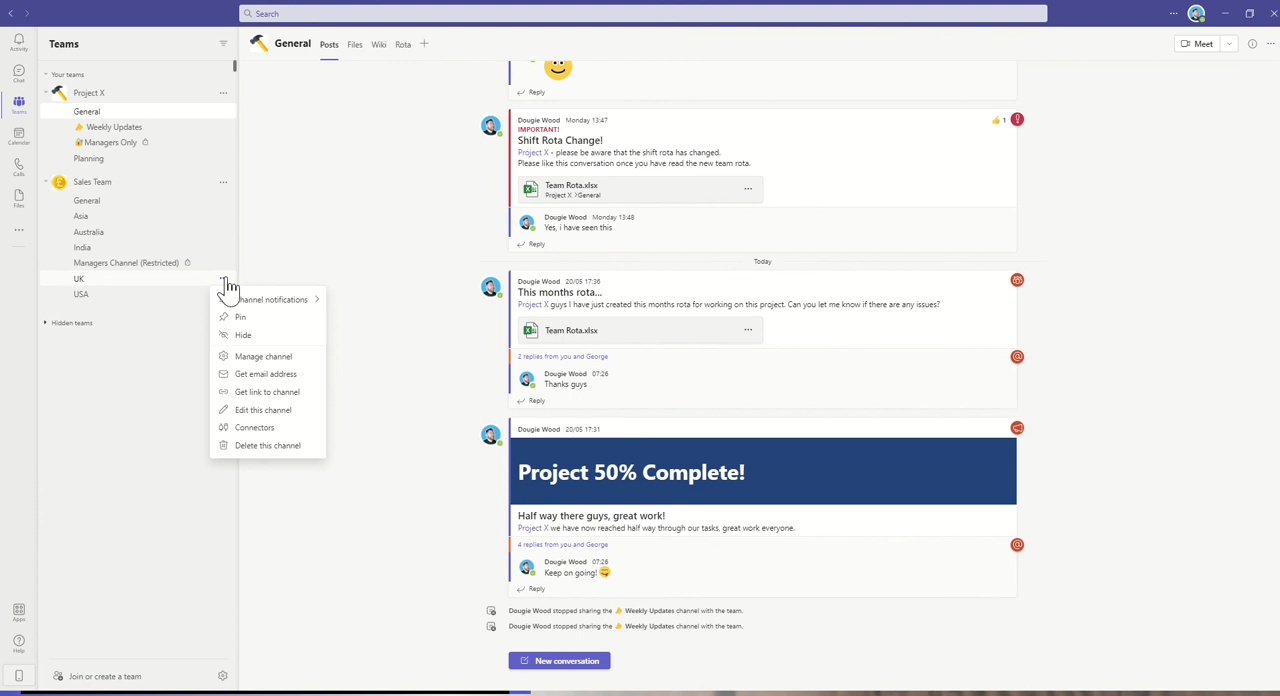 Search
Activity
Chat
Teams
Calendar
Calls
Files
Apps
Help
Teams
Your teams
Project X
General
Weekly Updates
Managers Only
Planning
Sales Team
General
Asia
Australia
India
Managers Channel (Restricted)
UK
USA
Hidden teams
hannel notifications
Pin
Hide
Manage channel
Get email address
Get link to channel
Edit this channel
Connectors
Delete this channel
Join or create a team
General Posts Files Wiki Rota
Meet
Reply
Dougie Wood Monday 13:47
1
IMPORTANT!
Shift Rota Change!
Project X - please be aware that the shift rota has changed.
Please like this conversation once you have read the new team rota.
Team Rota.xlsx
Project X >General
Dougie Wood Monday 13:48
Yes, i have seen this
Reply
Today
Dougie Wood 20/05 17:36
This months rota...
Project X guys I have just created this months rota for working on this project. Can you let me know if there are any issues?
Team Rota.xlsx
2 replies from you and George
Dougie Wood 07:26
Thanks guys
Reply
Dougie Wood 20/05 17:31
Project 50% Complete!
Half way there guys, great work!
Project X we have now reached half way through our tasks, great work everyone.
4 replies from you and George
Dougie Wood 07:26
Keep on going!
Reply
Dougie Wood stopped sharing the Weekly Updates channel with the team.
Dougie Wood stopped sharing the Weekly Updates channel with the team.
New conversation